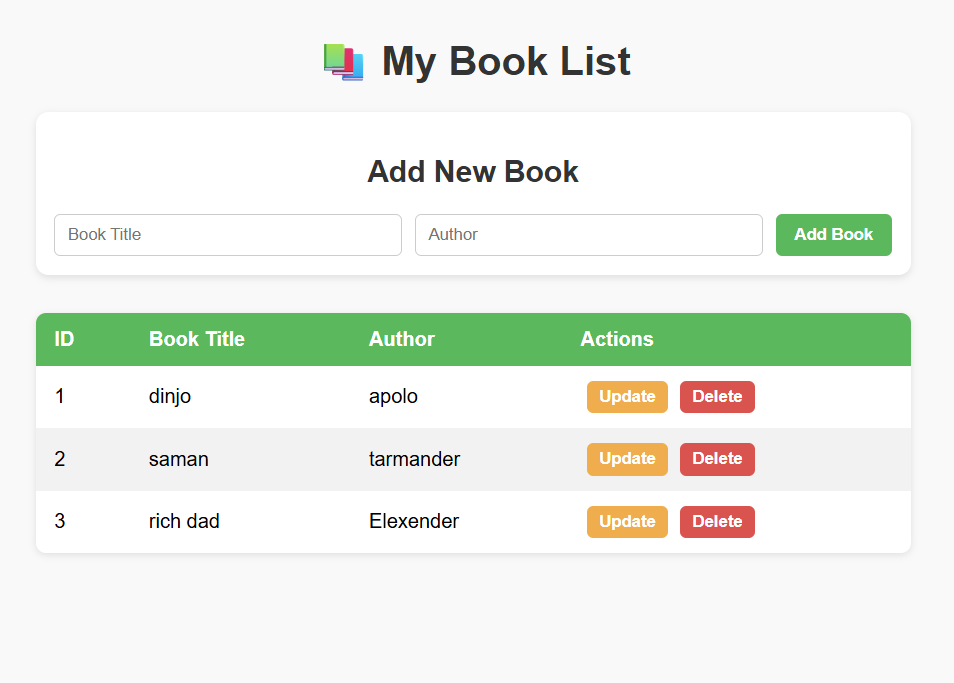 My Book List
Add New Book
Book Title Author Add Book
ID Book Title Author Actions
1 dinjo apolo Update Delete
2 saman tarmander Update Delete
3 rich dad Elexender Update Delete